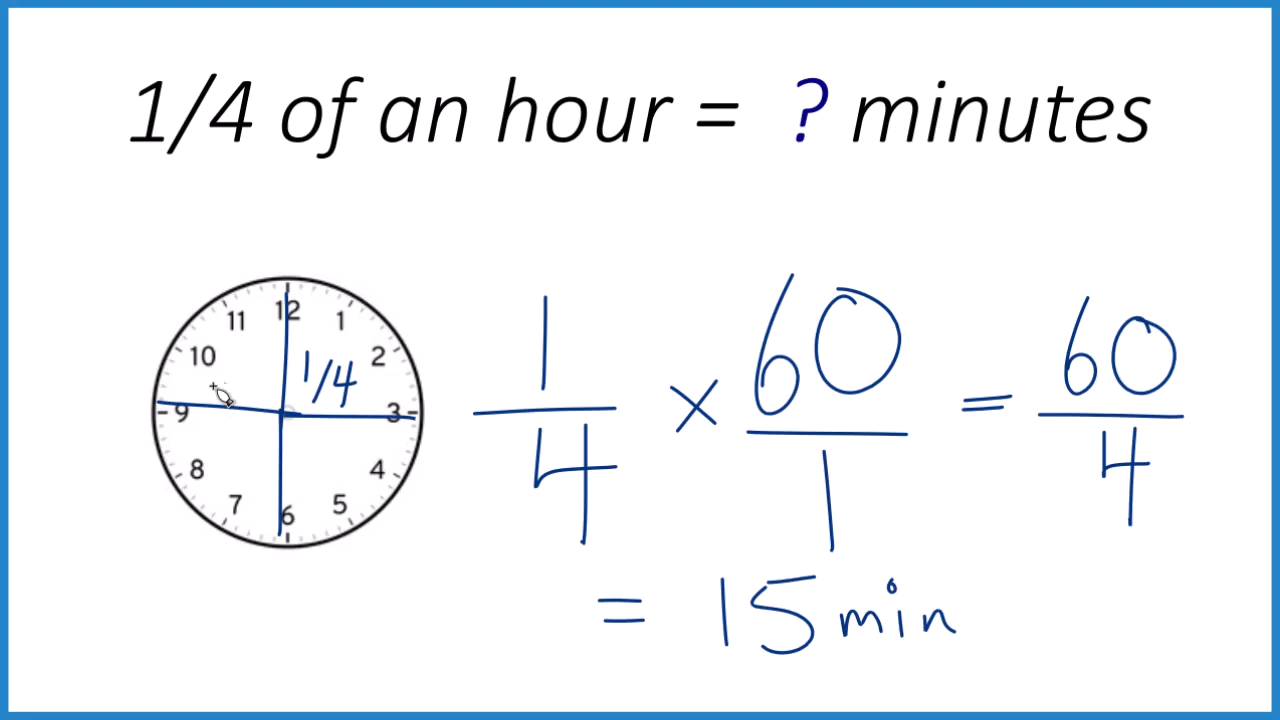 1/4 of an hour = ? minutes
12
11 1
10 1/4 2
9 3
8 4
7 5
6
1/4 × 60/1 = 60/4
= 15 min